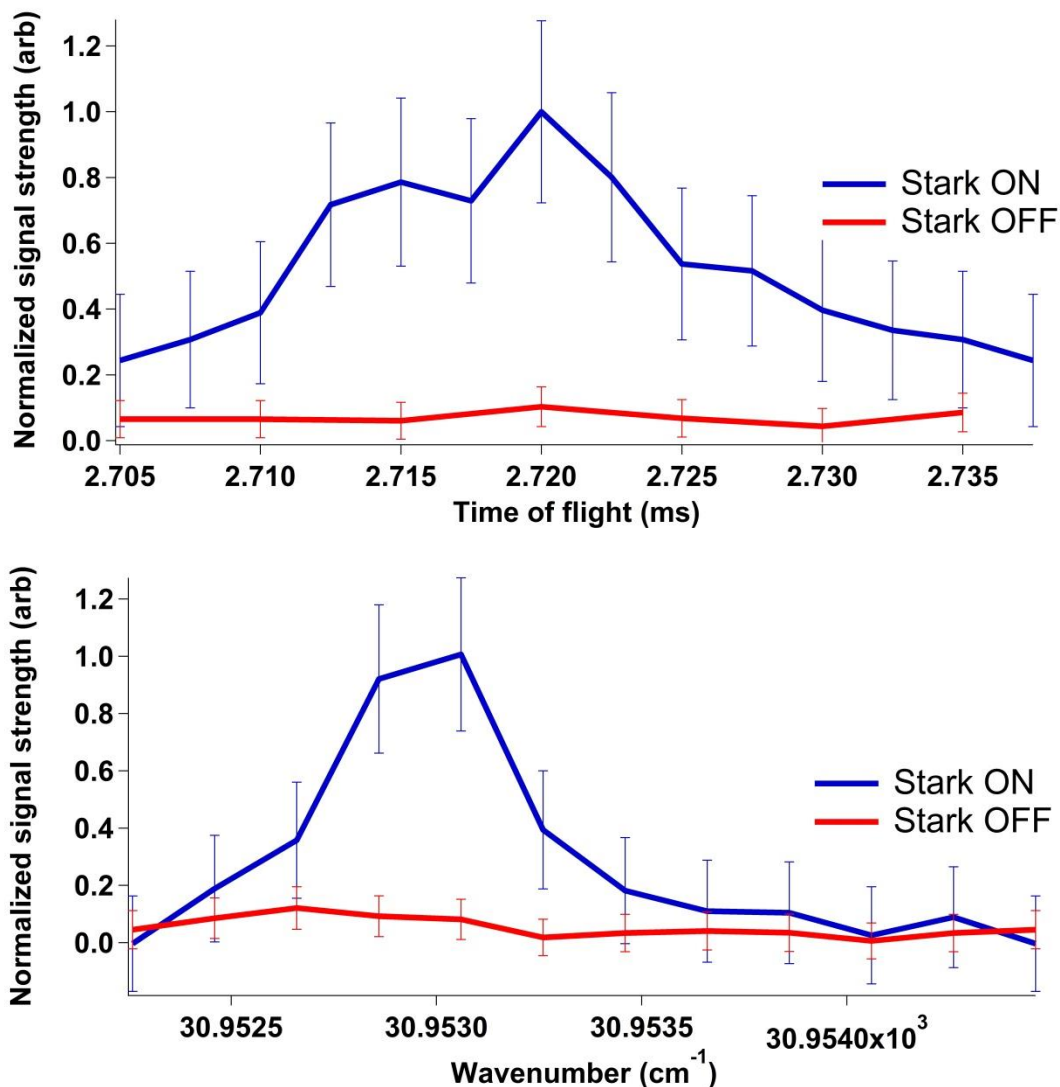 Normalized signal strength (arb)
1.2
1.0
0.8
0.6
0.4
0.2
0.0
Stark ON
Stark OFF
2.705 2.710 2.715 2.720 2.725 2.730 2.735
Time of flight (ms)
Normalized signal strength (arb)
1.2
1.0
0.8
0.6
0.4
0.2
0.0
Stark ON
Stark OFF
30.9525 30.9530 30.9535 30.9540x10³
Wavenumber (cm⁻¹)